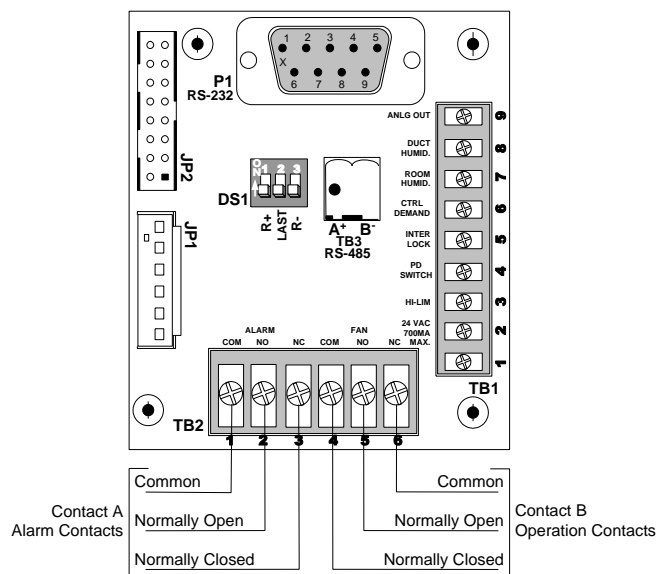 1 2 3 4 5
X
6 7 8 9
P1
RS-232
JP2
JP1
ON
1 2 3
DS1
R+
LAST
R-
A+ B-
TB3
RS-485
ANLG OUT 9
DUCT
HUMID. 8
ROOM
HUMID. 7
CTRL
DEMAND 6
INTER
LOCK 5
PD
SWITCH 4
HI-LIM 3
24 VAC
700MA
MAX. 2
1
TB1
ALARM FAN
COM NO NC COM NO NC
TB2
1 2 3 4 5 6
Contact A
Alarm Contacts
Common
Normally Open
Normally Closed
Common
Normally Open
Normally Closed
Contact B
Operation Contacts